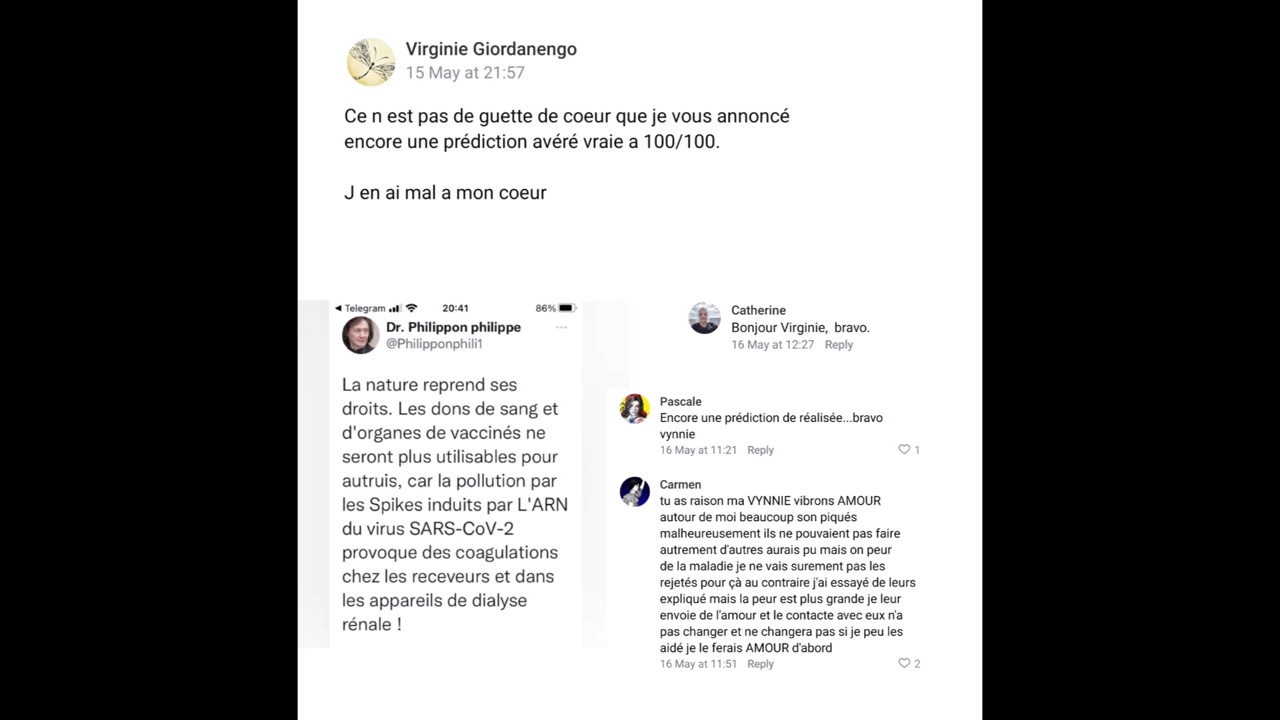 Virginie Giordanengo
15 May at 21:57
Ce n est pas de guette de coeur que je vous annoncé
encore une prédiction avéré vraie a 100/100.
J en ai mal a mon coeur
Telegram 20:41 86%
Dr. Philippon philippe
@Philipponphili1
La nature reprend ses
droits. Les dons de sang et
d'organes de vaccinés ne
seront plus utilisables pour
autruis, car la pollution par
les Spikes induits par L'ARN
du virus SARS-CoV-2
provoque des coagulations
chez les receveurs et dans
les appareils de dialyse
rénale !
Catherine
Bonjour Virginie, bravo.
16 May at 12:27 Reply
Pascale
Encore une prédiction de réalisée...bravo
vynnie
16 May at 11:21 Reply 1
Carmen
tu as raison ma VYNNIE vibrons AMOUR
autour de moi beaucoup son piqués
malheureusement ils ne pouvaient pas faire
autrement d'autres aurais pu mais on peur
de la maladie je ne vais surement pas les
rejetés pour çà au contraire j'ai essayé de leurs
expliqué mais la peur est plus grande je leur
envoie de l'amour et le contacte avec eux n'a
pas changer et ne changera pas si je peu les
aidé je le ferais AMOUR d'abord
16 May at 11:51 Reply 2